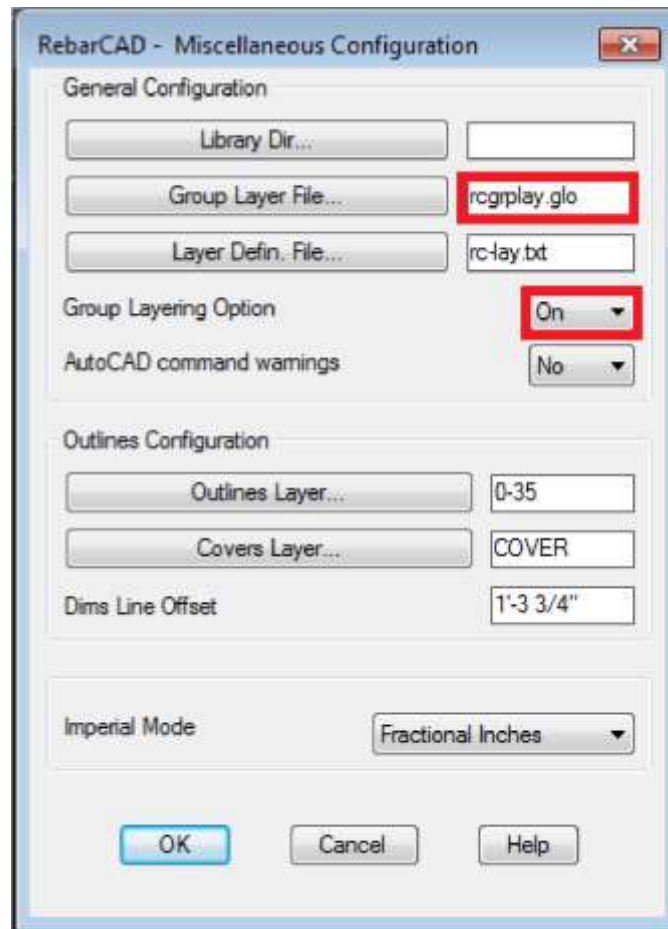 RebarCAD - Miscellaneous Configuration
General Configuration
Library Dir...
Group Layer File... rcgrplay.glo
Layer Defin. File... rc-lay.txt
Group Layering Option On
AutoCAD command warnings No
Outlines Configuration
Outlines Layer... 0-35
Covers Layer... COVER
Dims Line Offset 1'-3 3/4"
Imperial Mode Fractional Inches
OK Cancel Help